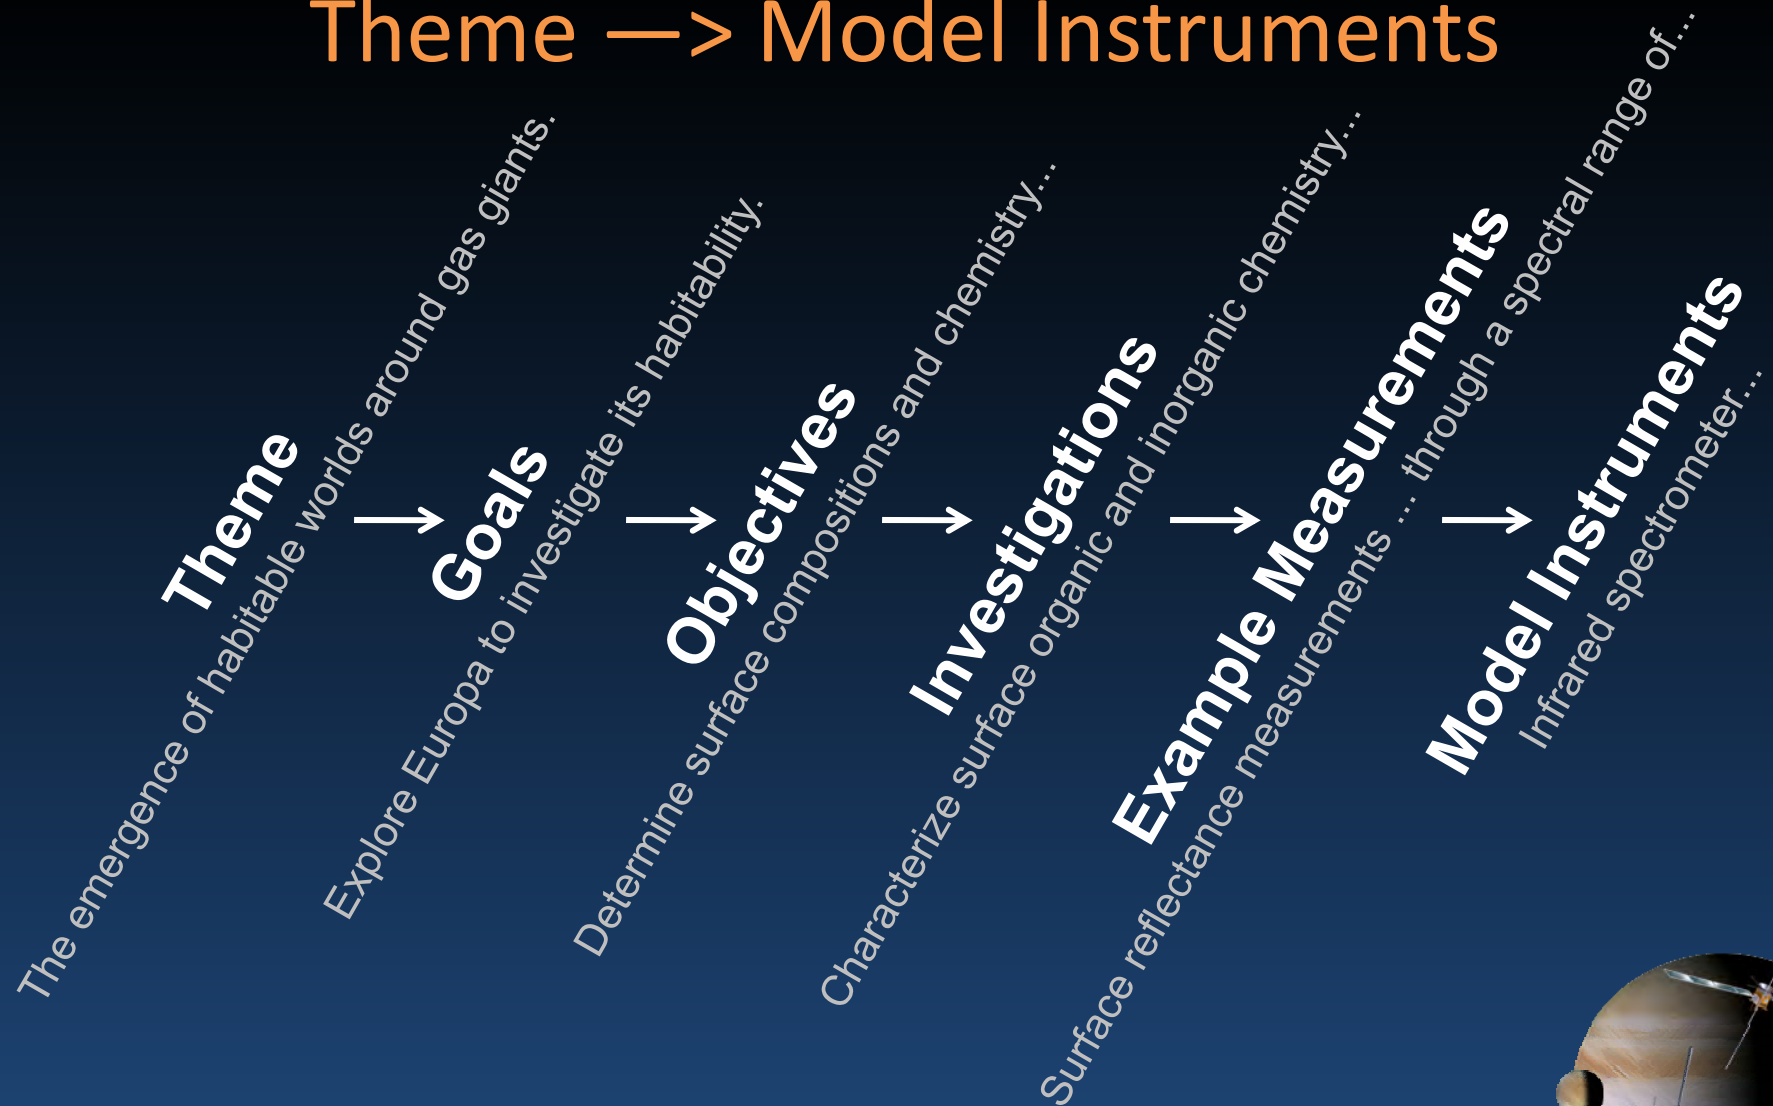 Theme —> Model Instruments
Theme
The emergence of habitable worlds around gas giants.
Goals
Explore Europa to investigate its habitability.
Objectives
Determine surface compositions and chemistry...
Investigations
Characterize surface organic and inorganic chemistry...
Example Measurements
Surface reflectance measurements ... through a spectral range of...
Model Instruments
Infrared spectrometer...